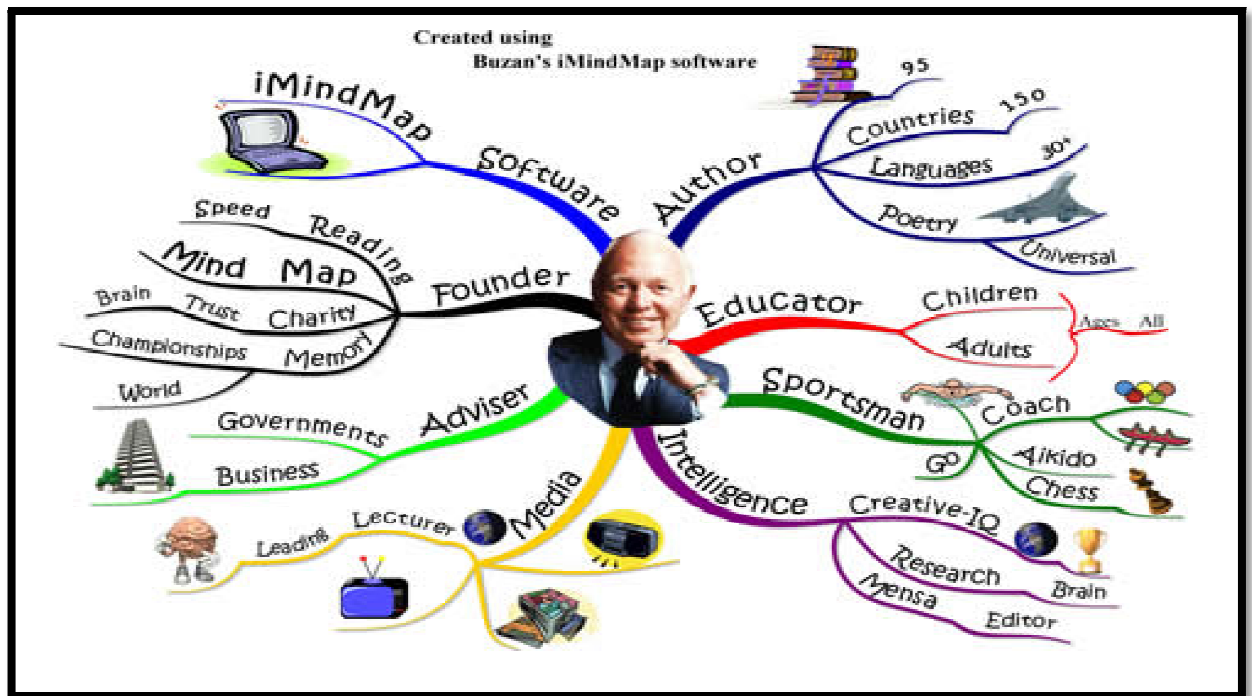 Created using
Buzan's iMindMap software
iMindMap
Software
Author
95
Countries 150
Languages 30+
Poetry
Universal
Founder
Reading
Speed
Mind Map
Charity
Trust
Brain
Memory
Championships
World
Educator
Children
Adults
Ages All
Sportsman
Coach
Aikido
Chess
Go
Adviser
Governments
Business
Media
Lecturer
Leading
Intelligence
Creative-IQ
Research
Brain
Mensa
Editor